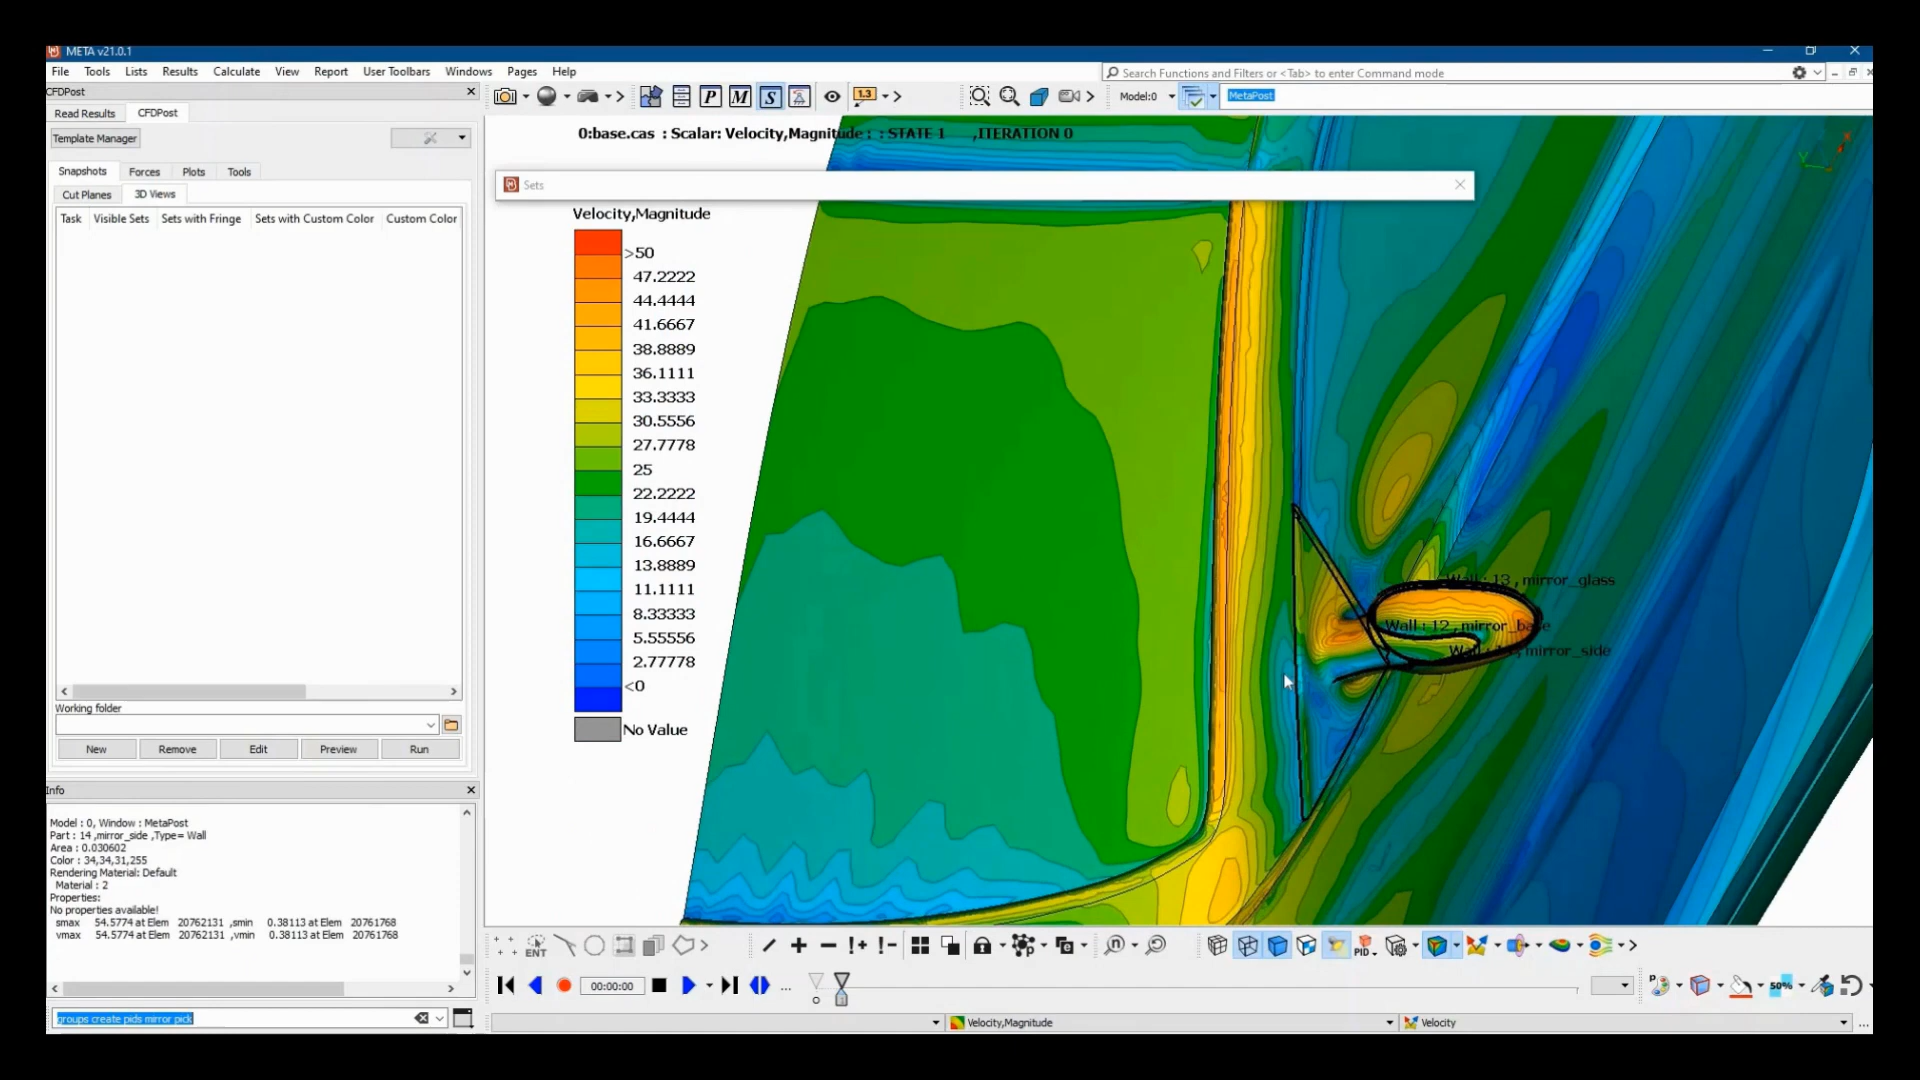 META v21.0.1
File Tools Lists Results Calculate View Report User Toolbars Windows Pages Help
Search Functions and Filters or <Tab> to enter Command mode
CFDPost
Read Results CFDPost
Model:0 MetaPost
Template Manager
0:base.cas : Scalar: Velocity,Magnitude : : STATE 1 ,ITERATION 0
Snapshots Forces Plots Tools
Sets
Cut Planes 3D Views
Task Visible Sets Sets with Fringe Sets with Custom Color Custom Color
Velocity,Magnitude
>50
47.2222
44.4444
41.6667
38.8889
36.1111
33.3333
30.5556
27.7778
25
22.2222
19.4444
16.6667
13.8889
11.1111
8.33333
5.55556
2.77778
<0
No Value
Wall : 13 ,mirror_glass
Wall : 12 ,mirror_base
,mirror_side
Working folder
New Remove Edit Preview Run
Info
Model : 0, Window : MetaPost
Part : 14 ,mirror_side ,Type= Wall
Area : 0.030602
Color : 34,34,31,255
Rendering Material: Default
Material : 2
Properties:
No properties available!
smax 54.5774 at Elem 20762131 ,smin 0.38113 at Elem 20761768
vmax 54.5774 at Elem 20762131 ,vmin 0.38113 at Elem 20761768
ENT
PID
00:00:00
50%
groups create pids mirror pick
Velocity,Magnitude
Velocity